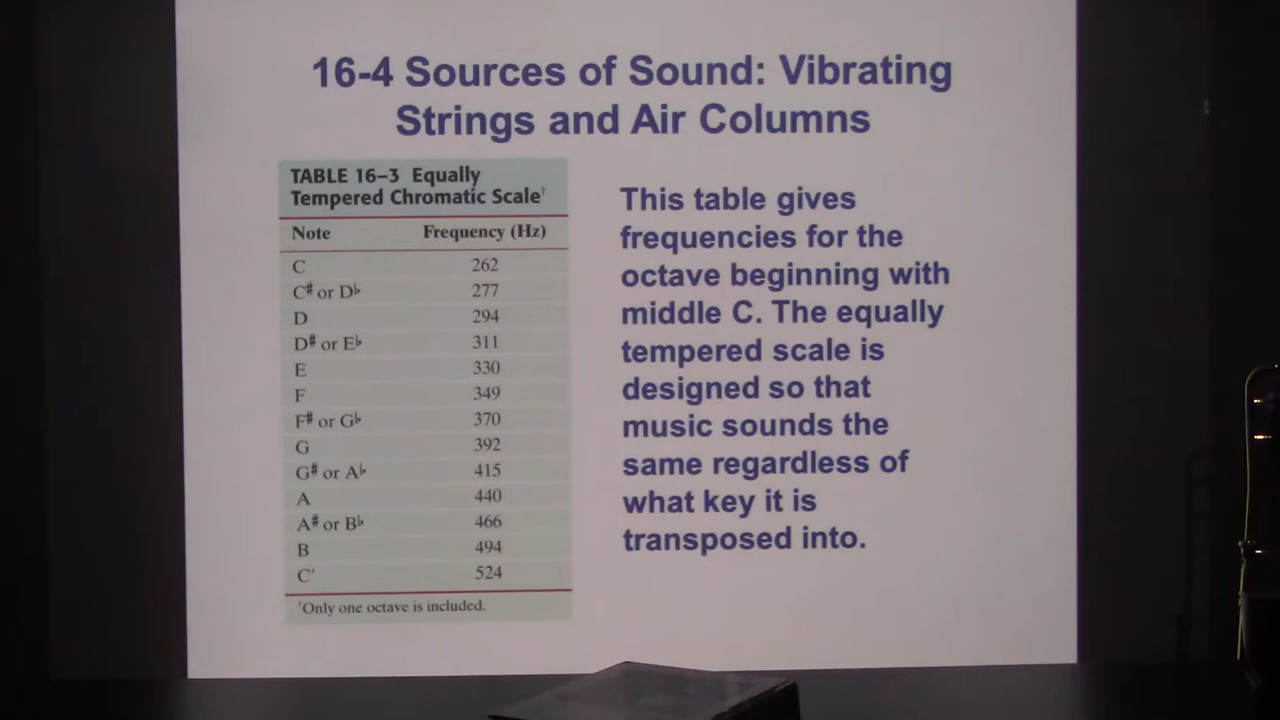 16-4 Sources of Sound: Vibrating
Strings and Air Columns
TABLE 16–3 Equally
Tempered Chromatic Scale†
Note Frequency (Hz)
C 262
C♯ or D♭ 277
D 294
D♯ or E♭ 311
E 330
F 349
F♯ or G♭ 370
G 392
G♯ or A♭ 415
A 440
A♯ or B♭ 466
B 494
C′ 524
†Only one octave is included.
This table gives
frequencies for the
octave beginning with
middle C. The equally
tempered scale is
designed so that
music sounds the
same regardless of
what key it is
transposed into.